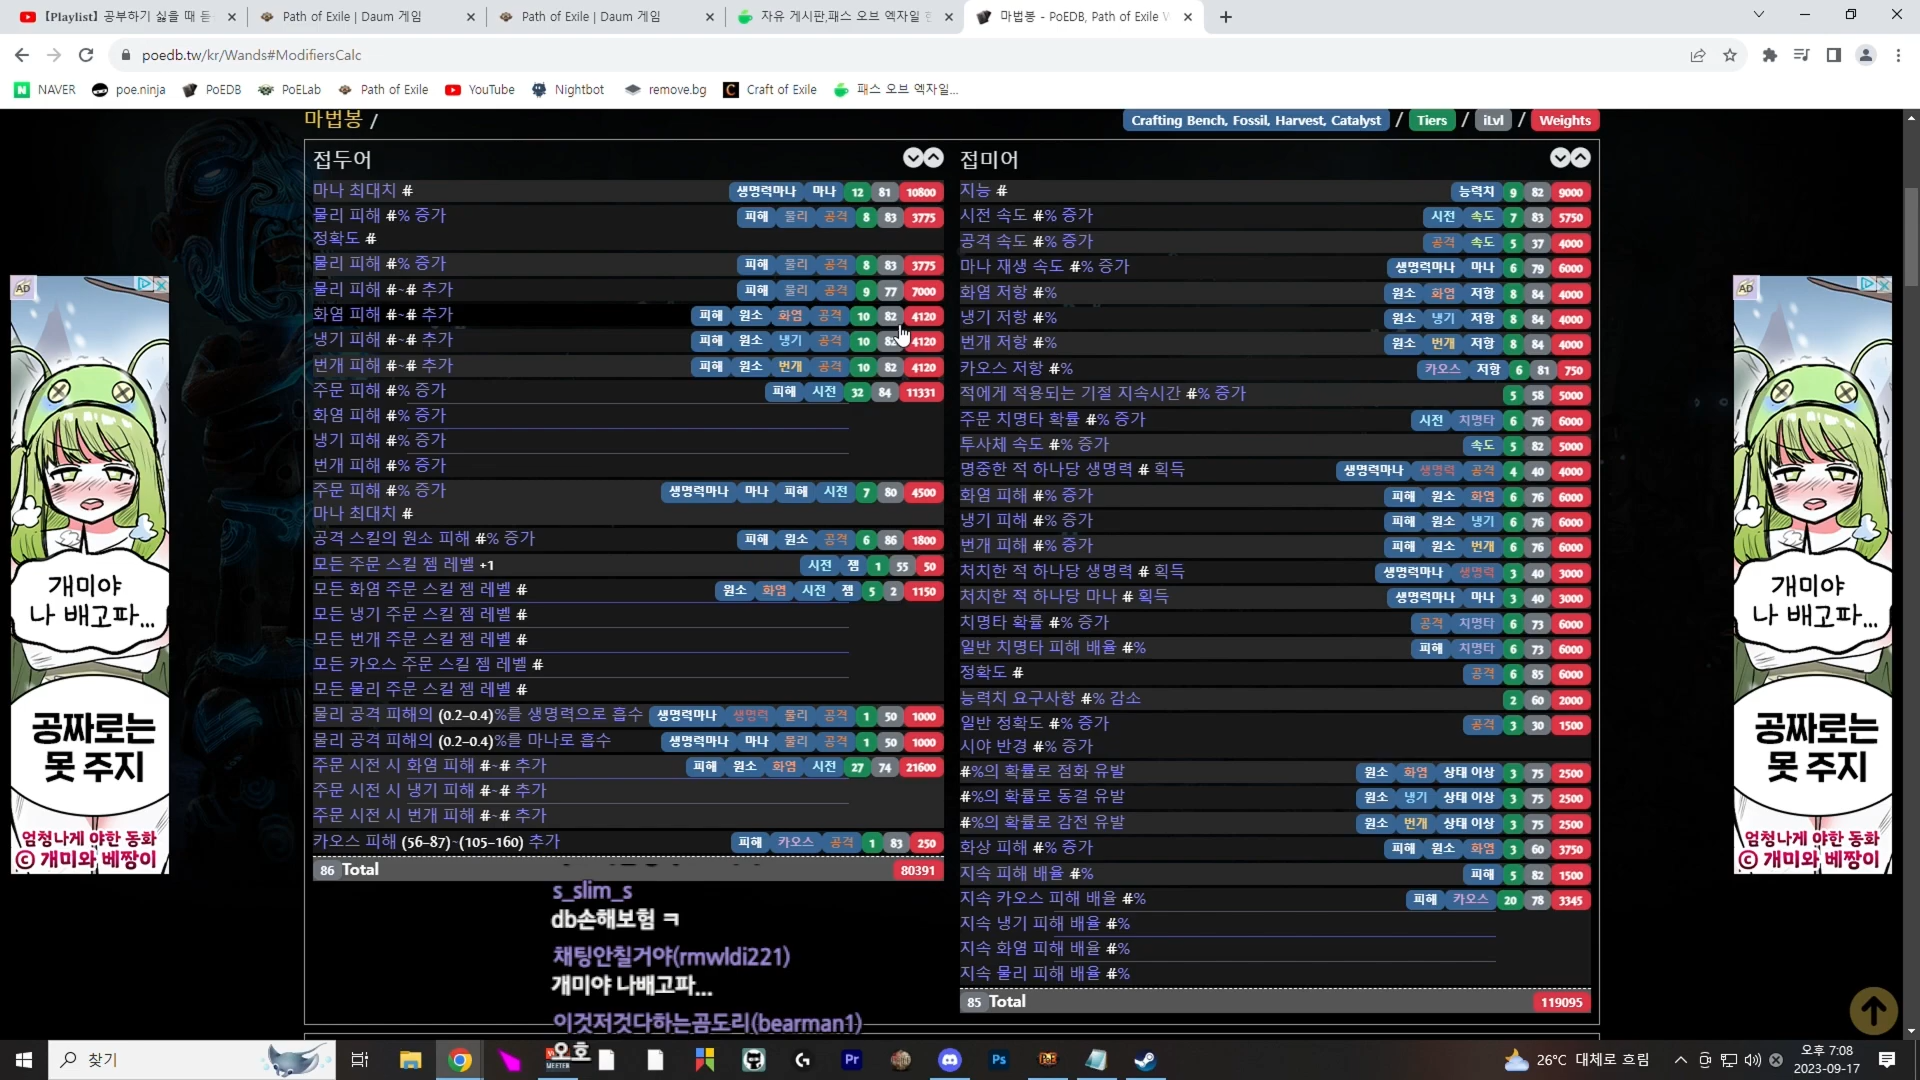 【Playlist】 공부하기 싫을 때 듣
Path of Exile | Daum 게임
Path of Exile | Daum 게임
자유 게시판,패스 오브 엑자일 한
마법봉 - PoEDB, Path of Exile W
poedb.tw/kr/Wands#ModifiersCalc
NAVER
poe.ninja
PoEDB
PoELab
Path of Exile
YouTube
Nightbot
remove.bg
Craft of Exile
패스 오브 엑자일...
마법봉 /
Crafting Bench, Fossil, Harvest, Catalyst / Tiers / iLvl / Weights
접두어
마나 최대치 # 생명력마나 마나 12 81 10800
물리 피해 #% 증가 피해 물리 공격 8 83 3775
정확도 #
물리 피해 #% 증가 피해 물리 공격 8 83 3775
물리 피해 #~# 추가 피해 물리 공격 9 77 7000
화염 피해 #~# 추가 피해 원소 화염 공격 10 82 4120
냉기 피해 #~# 추가 피해 원소 냉기 공격 10 4120
번개 피해 #~# 추가 피해 원소 번개 공격 10 82 4120
주문 피해 #% 증가 피해 시전 32 84 11331
화염 피해 #% 증가
냉기 피해 #% 증가
번개 피해 #% 증가
주문 피해 #% 증가 생명력마나 마나 피해 시전 7 80 4500
마나 최대치 #
공격 스킬의 원소 피해 #% 증가 피해 원소 공격 6 86 1800
모든 주문 스킬 젬 레벨 +1 시전 젬 1 55 50
모든 화염 주문 스킬 젬 레벨 # 원소 화염 시전 젬 5 2 1150
모든 냉기 주문 스킬 젬 레벨 #
모든 번개 주문 스킬 젬 레벨 #
모든 카오스 주문 스킬 젬 레벨 #
모든 물리 주문 스킬 젬 레벨 #
물리 공격 피해의 (0.2–0.4)%를 생명력으로 흡수 생명력마나 생명력 물리 공격 1 50 1000
물리 공격 피해의 (0.2–0.4)%를 마나로 흡수 생명력마나 마나 물리 공격 1 50 1000
주문 시전 시 화염 피해 #~# 추가 피해 원소 화염 시전 27 74 21600
주문 시전 시 냉기 피해 #~# 추가
주문 시전 시 번개 피해 #~# 추가
카오스 피해 (56–87)~(105–160) 추가 피해 카오스 공격 1 83 250
86 Total 80391
접미어
지능 # 능력치 9 82 9000
시전 속도 #% 증가 시전 속도 7 83 5750
공격 속도 #% 증가 공격 속도 5 37 4000
마나 재생 속도 #% 증가 생명력마나 마나 6 79 6000
화염 저항 #% 원소 화염 저항 8 84 4000
냉기 저항 #% 원소 냉기 저항 8 84 4000
번개 저항 #% 원소 번개 저항 8 84 4000
카오스 저항 #% 카오스 저항 6 81 750
적에게 적용되는 기절 지속시간 #% 증가 5 58 5000
주문 치명타 확률 #% 증가 시전 치명타 6 76 6000
투사체 속도 #% 증가 속도 5 82 5000
명중한 적 하나당 생명력 # 획득 생명력마나 생명력 공격 4 40 4000
화염 피해 #% 증가 피해 원소 화염 6 76 6000
냉기 피해 #% 증가 피해 원소 냉기 6 76 6000
번개 피해 #% 증가 피해 원소 번개 6 76 6000
처치한 적 하나당 생명력 # 획득 생명력마나 생명력 3 40 3000
처치한 적 하나당 마나 # 획득 생명력마나 마나 3 40 3000
치명타 확률 #% 증가 공격 치명타 6 73 6000
일반 치명타 피해 배율 #% 피해 치명타 6 73 6000
정확도 # 공격 6 85 6000
능력치 요구사항 #% 감소 2 60 2000
일반 정확도 #% 증가 공격 3 30 1500
시야 반경 #% 증가
#%의 확률로 점화 유발 원소 화염 상태 이상 3 75 2500
#%의 확률로 동결 유발 원소 냉기 상태 이상 3 75 2500
#%의 확률로 감전 유발 원소 번개 상태 이상 3 75 2500
화상 피해 #% 증가 피해 원소 화염 3 60 3750
지속 피해 배율 #% 피해 5 82 1500
지속 카오스 피해 배율 #% 피해 카오스 20 78 3345
지속 냉기 피해 배율 #%
지속 화염 피해 배율 #%
지속 물리 피해 배율 #%
85 Total 119095
AD
개미야
나 배고파...
공짜로는
못 주지
엄청나게 야한 동화
© 개미와 베짱이
AD
개미야
나 배고파...
공짜로는
못 주지
엄청나게 야한 동화
© 개미와 베짱이
s_slim_s
db손해보험 ㅋ
채팅안칠거야(rmwldi221)
개미야 나배고파...
이것저것다하는곰도리(bearman1)
오호
찾기
26°C 대체로 흐림
오후 7:08
2023-09-17